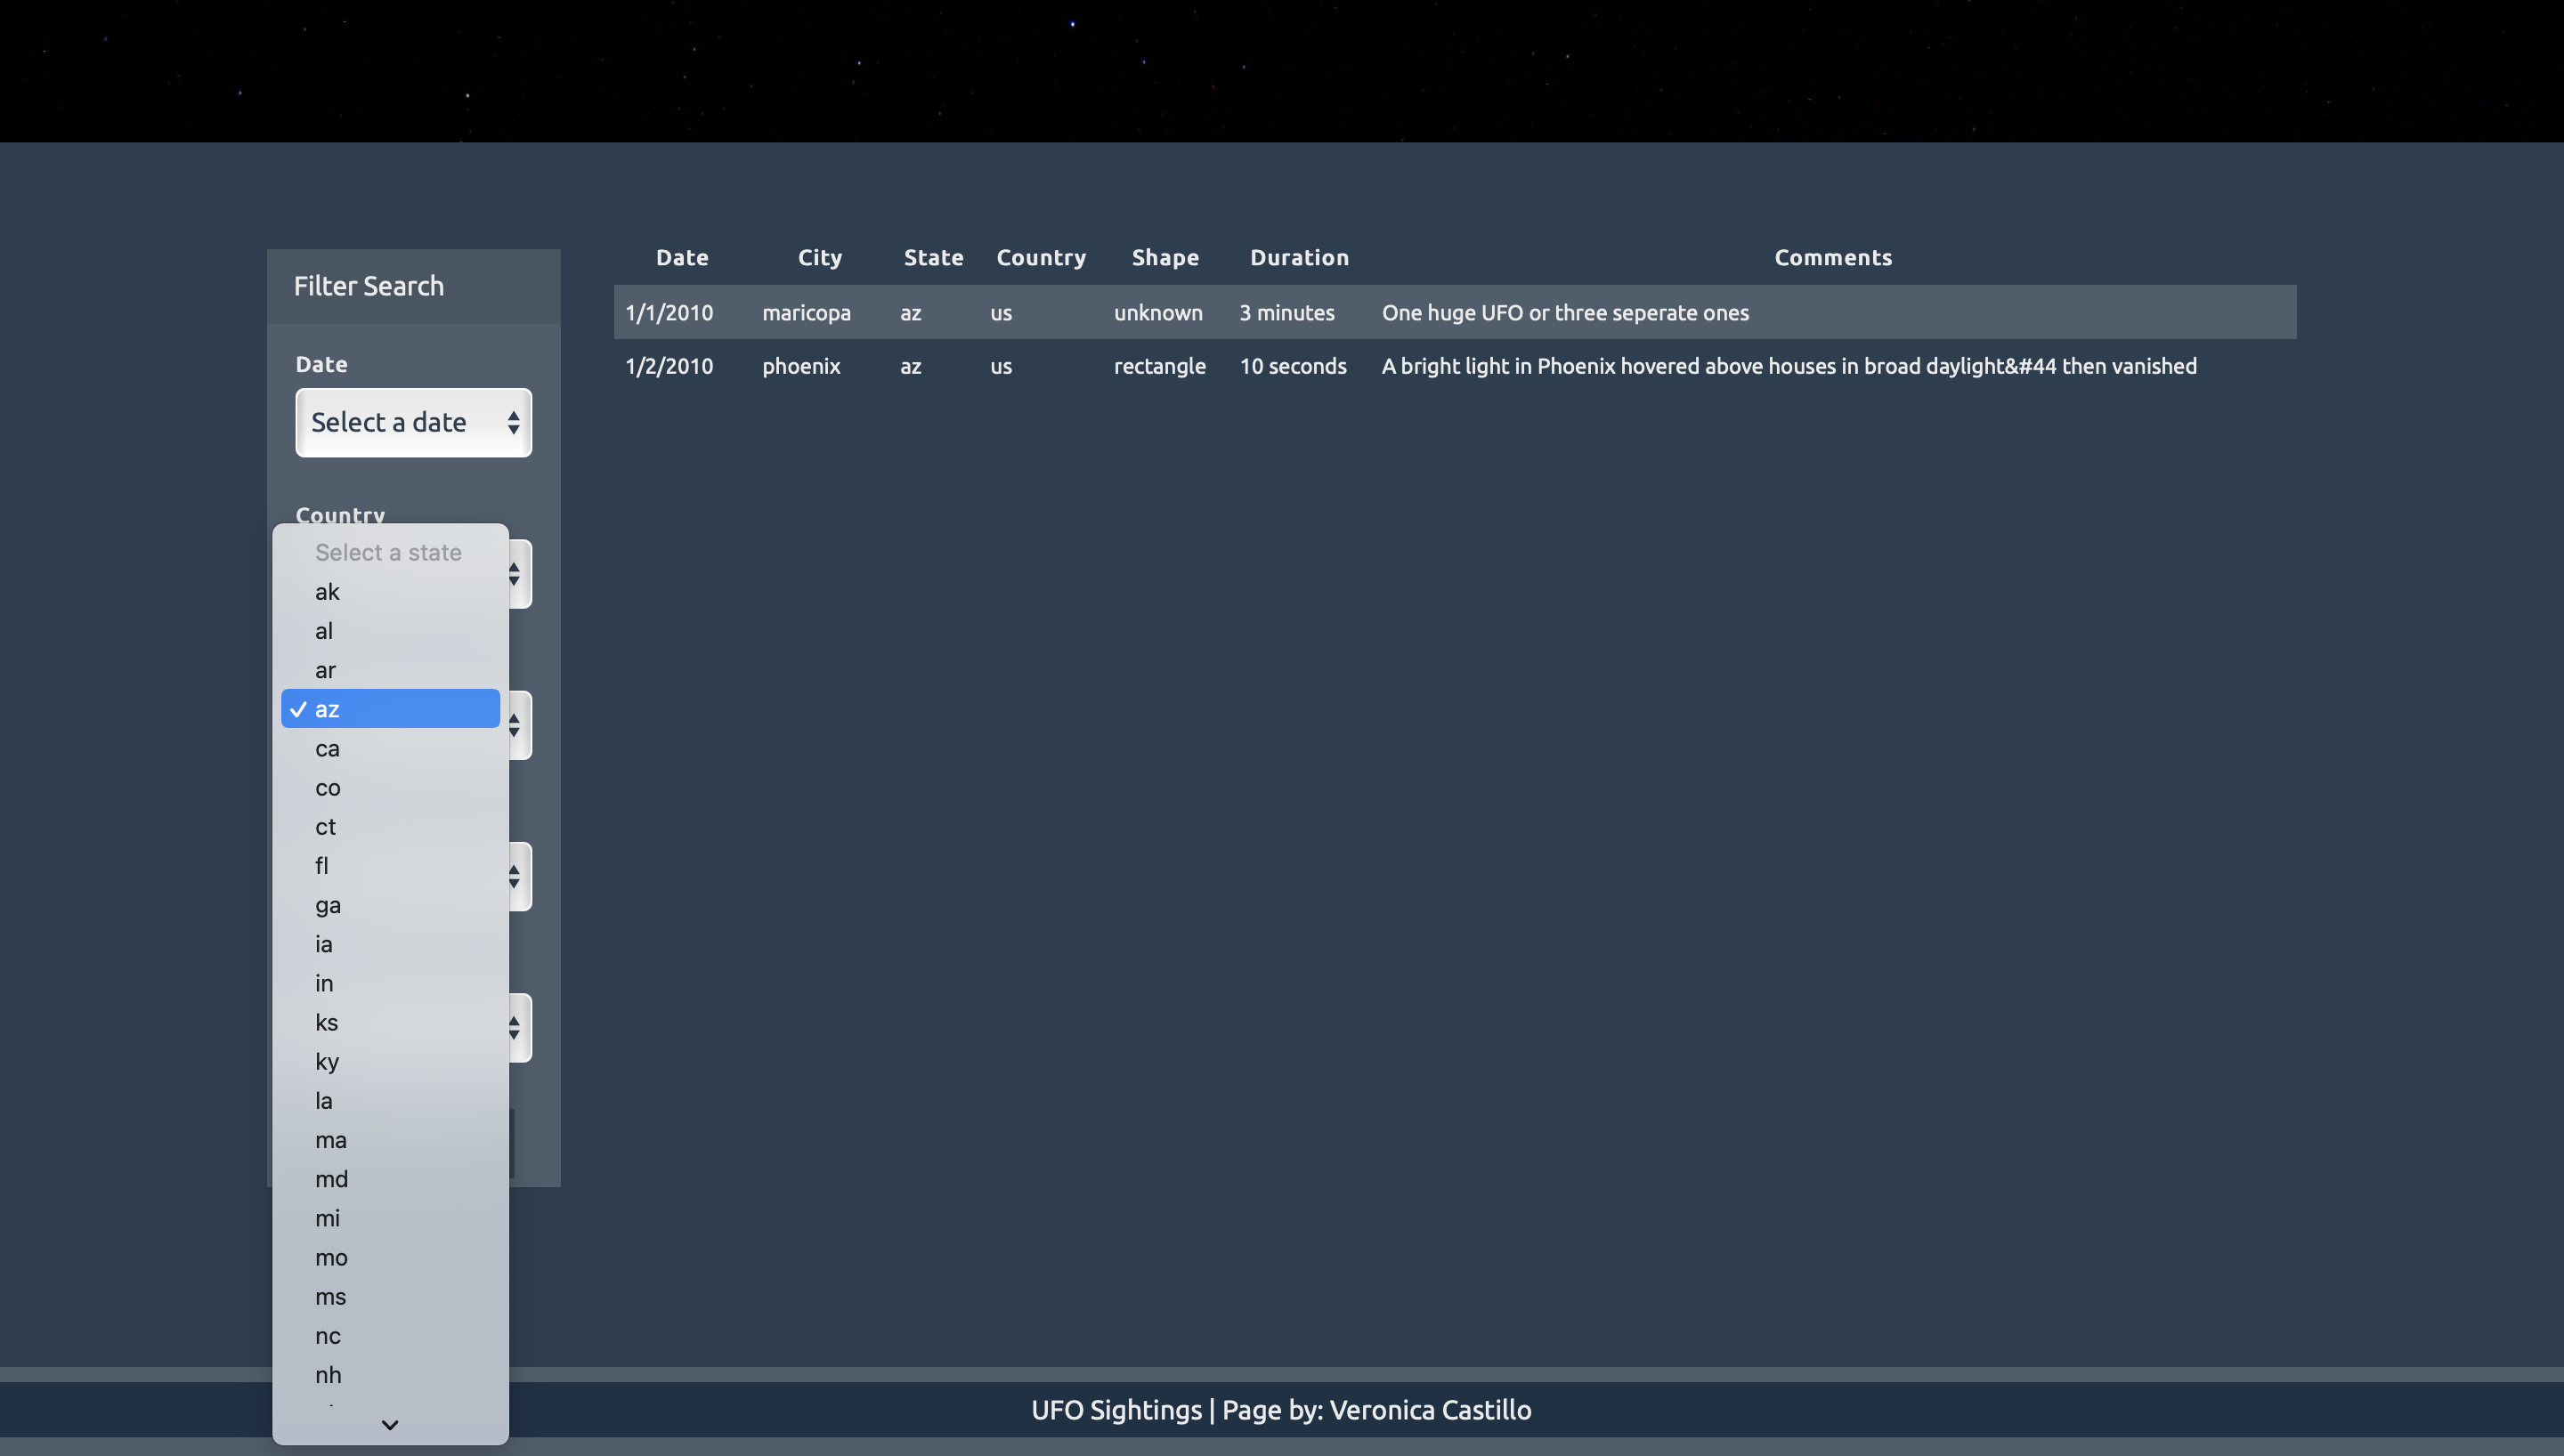 Filter Search
Date
Select a date
Country
Select a state
ak
al
ar
az
ca
co
ct
fl
ga
ia
in
ks
ky
la
ma
md
mi
mo
ms
nc
nh
Date City State Country Shape Duration Comments
1/1/2010 maricopa az us unknown 3 minutes One huge UFO or three seperate ones
1/2/2010 phoenix az us rectangle 10 seconds A bright light in Phoenix hovered above houses in broad daylight&#44 then vanished
UFO Sightings | Page by: Veronica Castillo